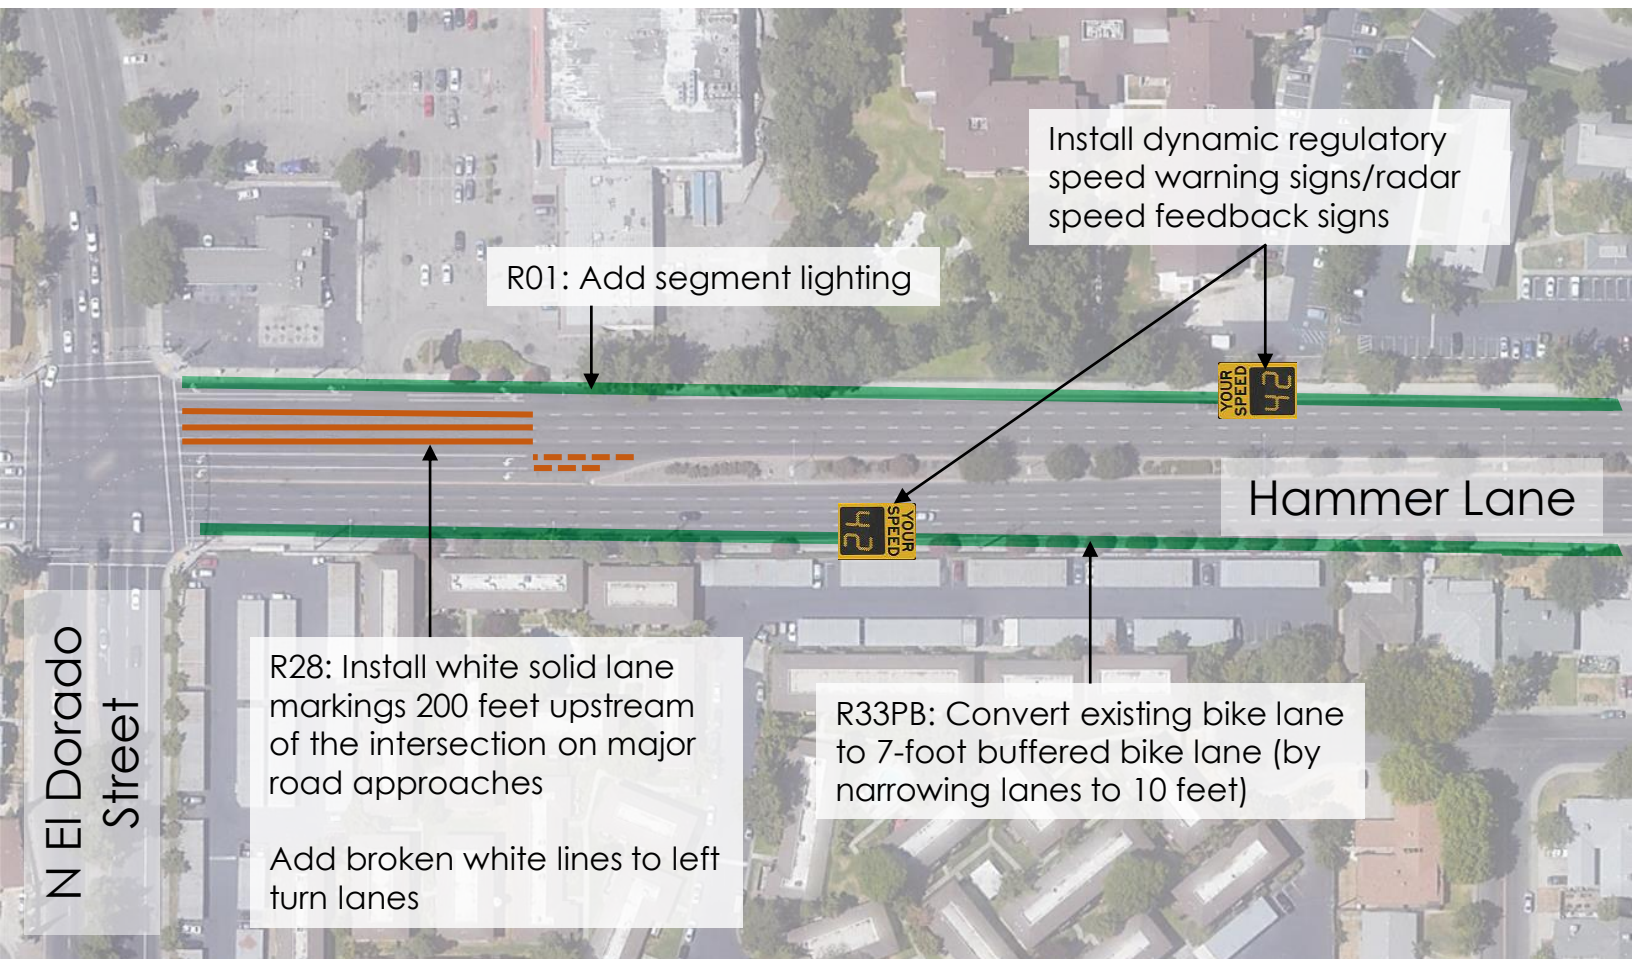 Install dynamic regulatory
speed warning signs/radar
speed feedback signs
R01: Add segment lighting
YOUR
SPEED
42
Hammer Lane
YOUR
SPEED
42
N El Dorado
Street
R28: Install white solid lane
markings 200 feet upstream
of the intersection on major
road approaches
Add broken white lines to left
turn lanes
R33PB: Convert existing bike lane
to 7-foot buffered bike lane (by
narrowing lanes to 10 feet)